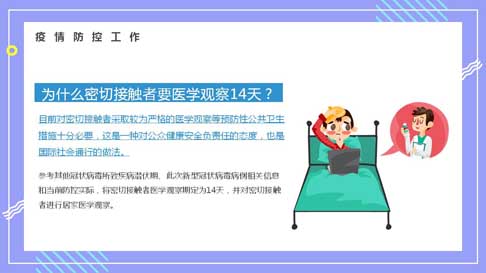 疫情防控工作
为什么密切接触者要医学观察14天？
目前对密切接触者采取较为严格的医学观察等预防性公共卫生
措施十分必要，这是一种对公众健康安全负责任的态度，也是
国际社会通行的做法。
参考其他冠状病毒所致疾病潜伏期、此次新型冠状病毒病例相关信息
和当前防控实际，将密切接触者医学观察期定为14天，并对密切接触
者进行居家医学观察。